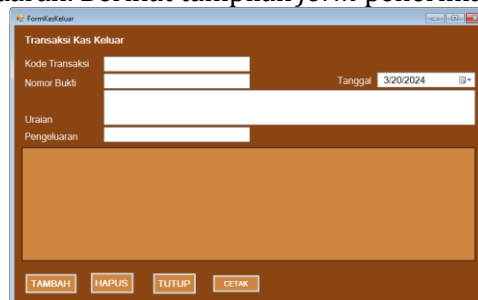 FormKasKeluar
Transaksi Kas Keluar
Kode Transaksi
Nomor Bukti
Tanggal 3/20/2024
Uraian
Pengeluaran
TAMBAH HAPUS TUTUP CETAK